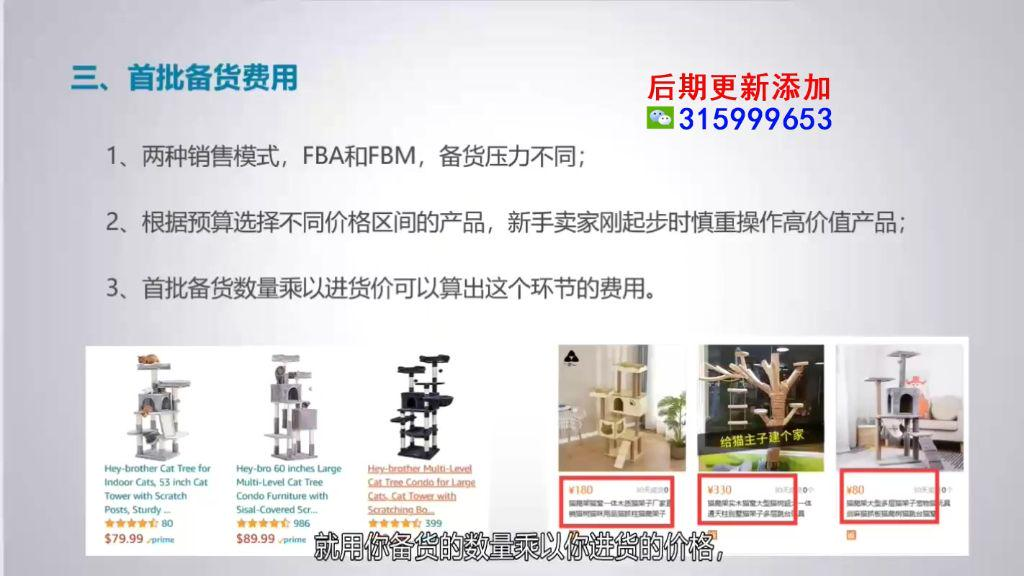 三、首批备货费用
后期更新添加
315999653
1、两种销售模式，FBA和FBM，备货压力不同；
2、根据预算选择不同价格区间的产品，新手卖家刚起步时慎重操作高价值产品；
3、首批备货数量乘以进货价可以算出这个环节的费用。
Hey-brother Cat Tree for
Indoor Cats, 53 inch Cat
Tower with Scratch
Posts, Sturdy ...
80
$79.99 prime
Hey-bro 60 inches Large
Multi-Level Cat Tree
Condo Furniture with
Sisal-Covered Scr...
986
$89.99 prime
Hey-brother Multi-Level
Cat Tree Condo for Large
Cats, Cat Tower with
Scratching Bo...
399
¥180
给猫主子建个家
¥330
¥80
就用你备货的数量乘以你进货的价格，